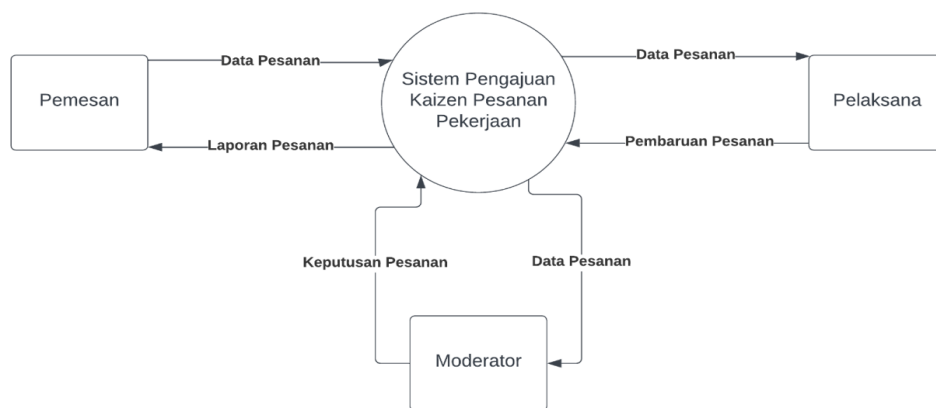 Data Pesanan
Data Pesanan
Pemesan
Sistem Pengajuan
Kaizen Pesanan
Pekerjaan
Pelaksana
Laporan Pesanan
Pembaruan Pesanan
Keputusan Pesanan
Data Pesanan
Moderator